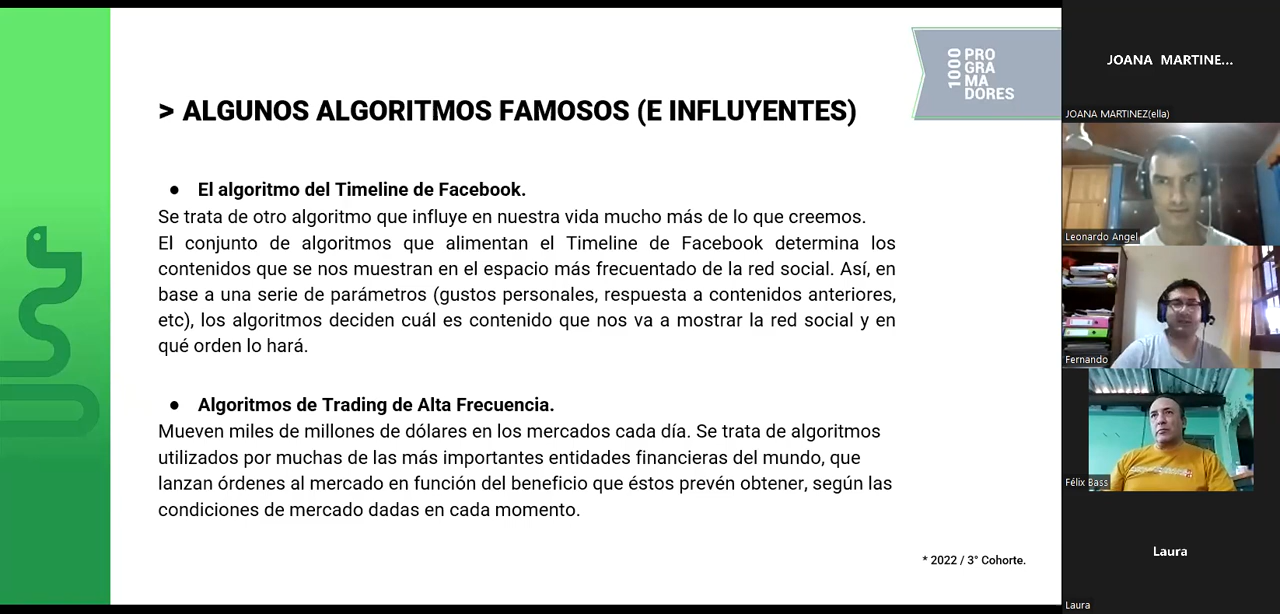 1000
PRO
GRA
MA
DORES
> ALGUNOS ALGORITMOS FAMOSOS (E INFLUYENTES)
● El algoritmo del Timeline de Facebook.
Se trata de otro algoritmo que influye en nuestra vida mucho más de lo que creemos.
El conjunto de algoritmos que alimentan el Timeline de Facebook determina los
contenidos que se nos muestran en el espacio más frecuentado de la red social. Así, en
base a una serie de parámetros (gustos personales, respuesta a contenidos anteriores,
etc), los algoritmos deciden cuál es contenido que nos va a mostrar la red social y en
qué orden lo hará.
● Algoritmos de Trading de Alta Frecuencia.
Mueven miles de millones de dólares en los mercados cada día. Se trata de algoritmos
utilizados por muchas de las más importantes entidades financieras del mundo, que
lanzan órdenes al mercado en función del beneficio que éstos prevén obtener, según las
condiciones de mercado dadas en cada momento.
* 2022 / 3° Cohorte.
JOANA MARTINE...
JOANA MARTINEZ(ella)
Leonardo Angel
Fernando
Félix Bass
Laura
Laura